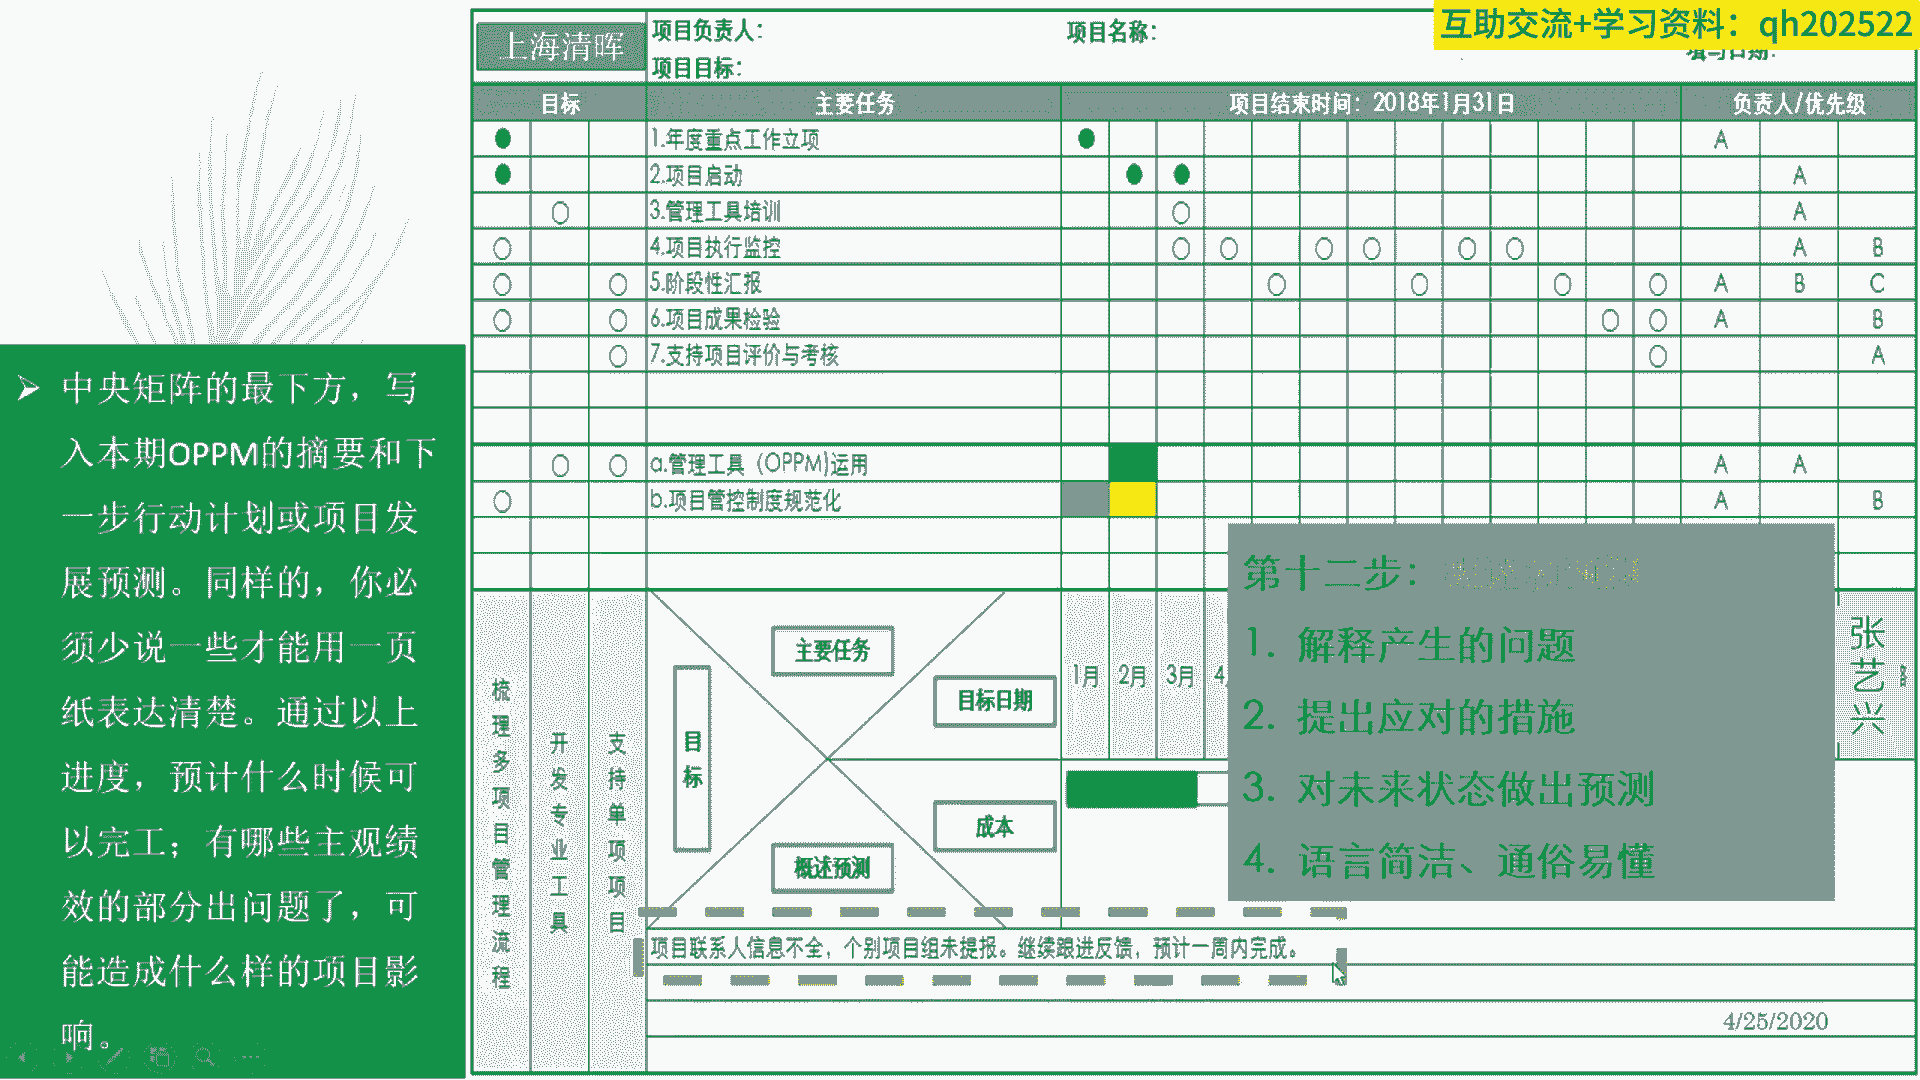 互助交流+学习资料：qh202522
上海清晖
项目负责人：
项目名称：
填写日期：
项目目标：
目标
主要任务
项目结束时间：2018年1月31日
负责人/优先级
1.年度重点工作立项
A
2.项目启动
A
3.管理工具培训
A
4.项目执行监控
A B
5.阶段性汇报
A B C
6.项目成果检验
A B
7.支持项目评价与考核
A
a.管理工具（OPPM)运用
A A
b.项目管控制度规范化
A B
中央矩阵的最下方，写
入本期OPPM的摘要和下
一步行动计划或项目发
展预测。同样的，你必
须少说一些才能用一页
纸表达清楚。通过以上
进度，预计什么时候可
以完工；有哪些主观绩
效的部分出问题了，可
能造成什么样的项目影
响。
梳理多项目管理流程
开发专业工具
支持单项项目
主要任务
目标
目标日期
成本
概述预测
1月 2月 3月 4
第十二步：
1. 解释产生的问题
2. 提出应对的措施
3. 对未来状态做出预测
4. 语言简洁、通俗易懂
张艺兴
项目联系人信息不全，个别项目组未提报。继续跟进反馈，预计一周内完成。
4/25/2020